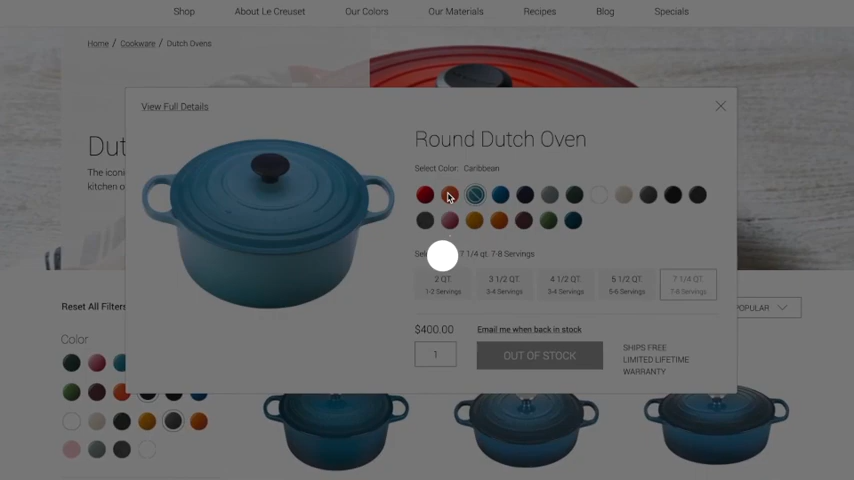 Shop About Le Creuset Our Colors Our Materials Recipes Blog Specials
Home / Cookware / Dutch Ovens
View Full Details
Round Dutch Oven
Dut
Select Color: Caribbean
The iconi
kitchen o
Sel 7 1/4 qt. 7-8 Servings
2 QT. 3 1/2 QT. 4 1/2 QT. 5 1/2 QT. 7 1/4 QT.
1-2 Servings 3-4 Servings 3-4 Servings 5-6 Servings 7-8 Servings
Reset All Filters
POPULAR
$400.00 Email me when back in stock
Color
1 OUT OF STOCK
SHIPS FREE
LIMITED LIFETIME
WARRANTY